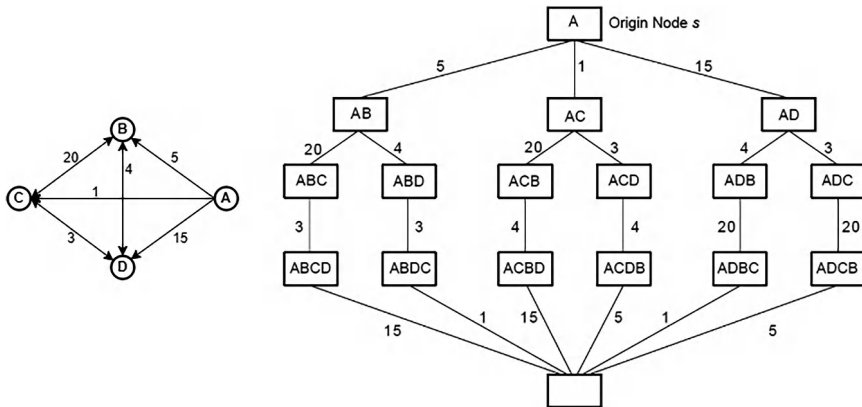 A Origin Node s
5 1 15
AB AC AD
20 4 20 3 4 3
ABC ABD ACB ACD ADB ADC
3 3 4 4 20 20
ABCD ABDC ACBD ACDB ADBC ADCB
15 1 15 5 1 5
B
20 4 5
C 1 A
3 15
D